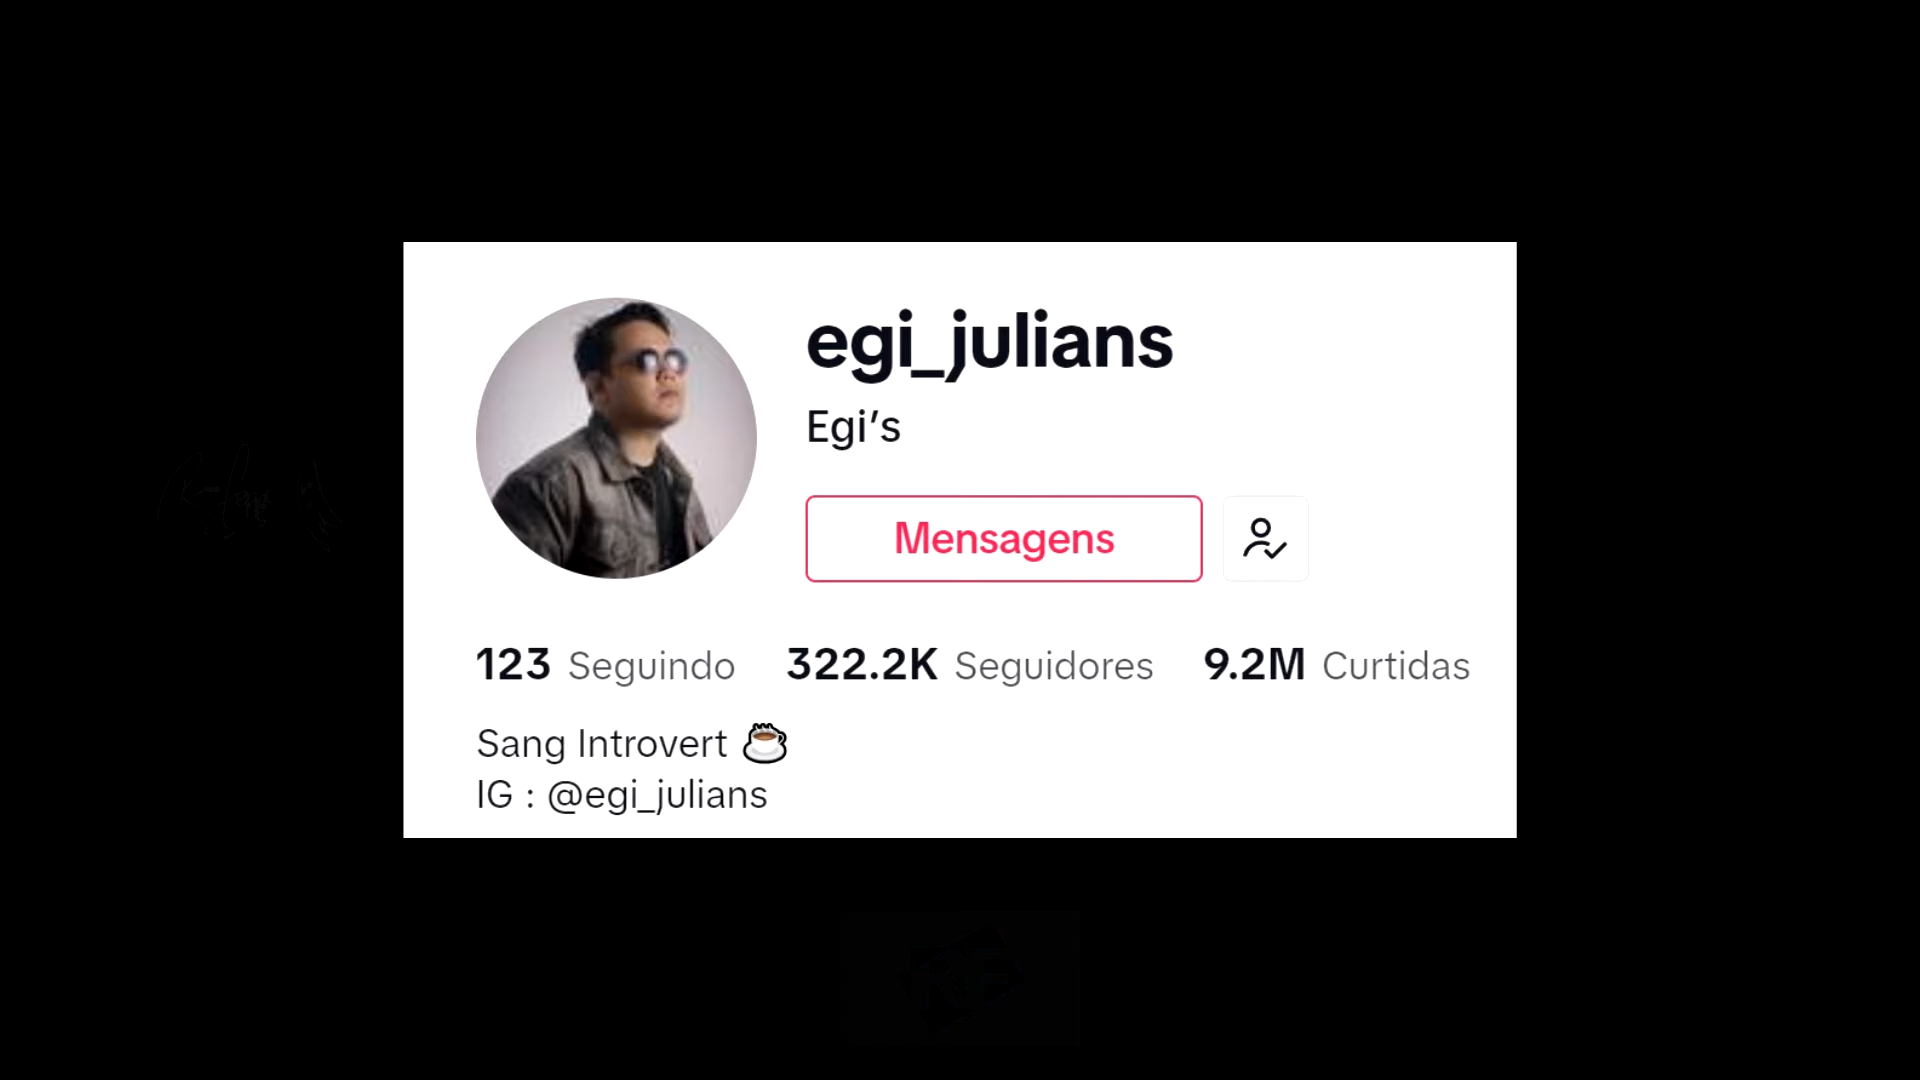 egi_julians
Egi’s
Mensagens
123 Seguindo 322.2K Seguidores 9.2M Curtidas
Sang Introvert
IG : @egi_julians